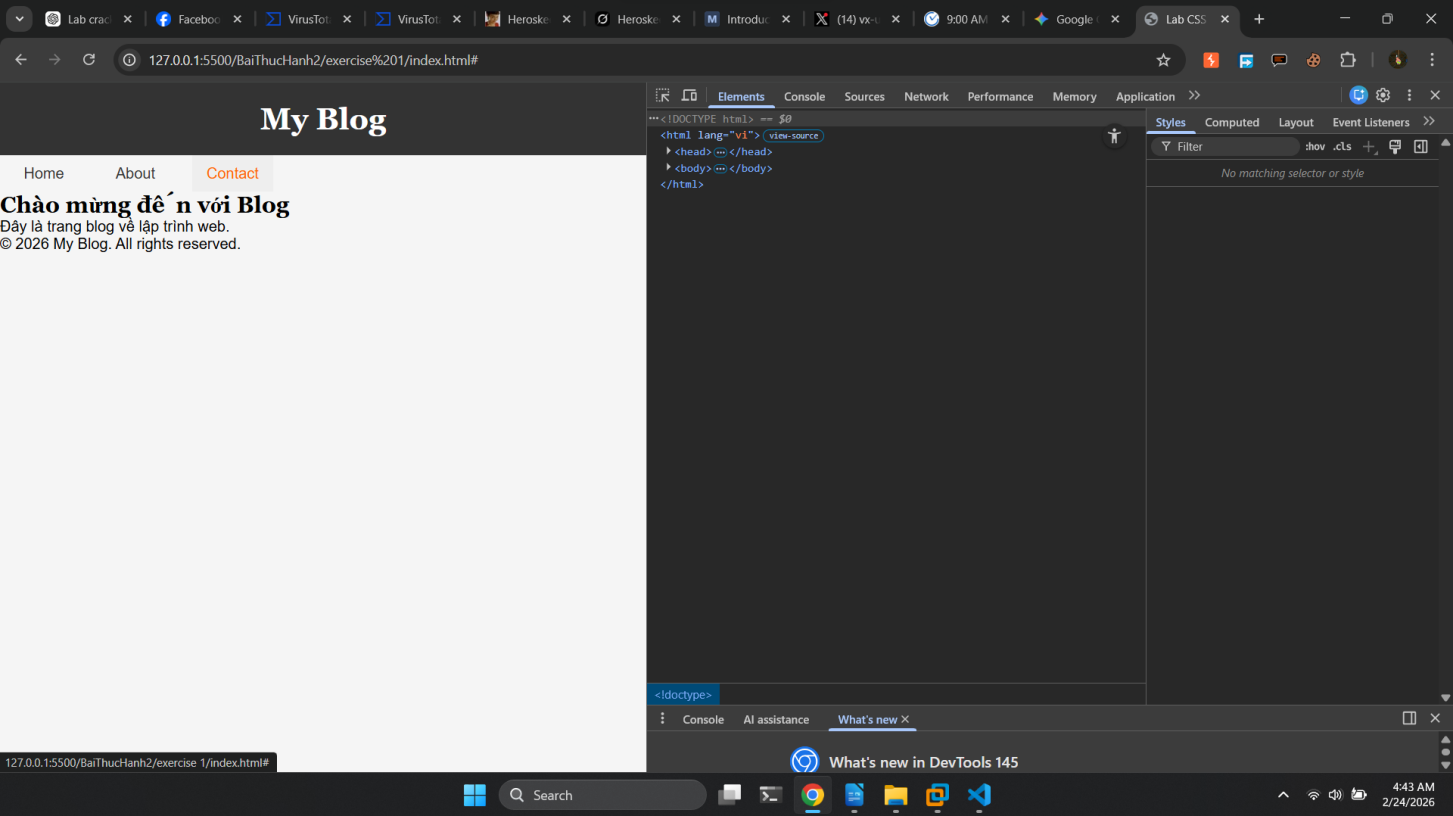 Lab crac
Faceboo
VirusTot
VirusTot
Heroske
Heroske
Introduc
(14) vx-u
9:00 AM
Google
Lab CSS
127.0.0.1:5500/BaiThucHanh2/exercise%201/index.html#
My Blog
Home About Contact
Chào mừng đến với Blog
Đây là trang blog về lập trình web.
© 2026 My Blog. All rights reserved.
127.0.0.1:5500/BaiThucHanh2/exercise 1/index.html#
Elements Console Sources Network Performance Memory Application
<!DOCTYPE html> == $0
<html lang="vi"> view-source
<head> </head>
<body> </body>
</html>
<!doctype>
Styles Computed Layout Event Listeners
Filter :hov .cls
No matching selector or style
Console AI assistance What's new
What's new in DevTools 145
Search
4:43 AM
2/24/2026